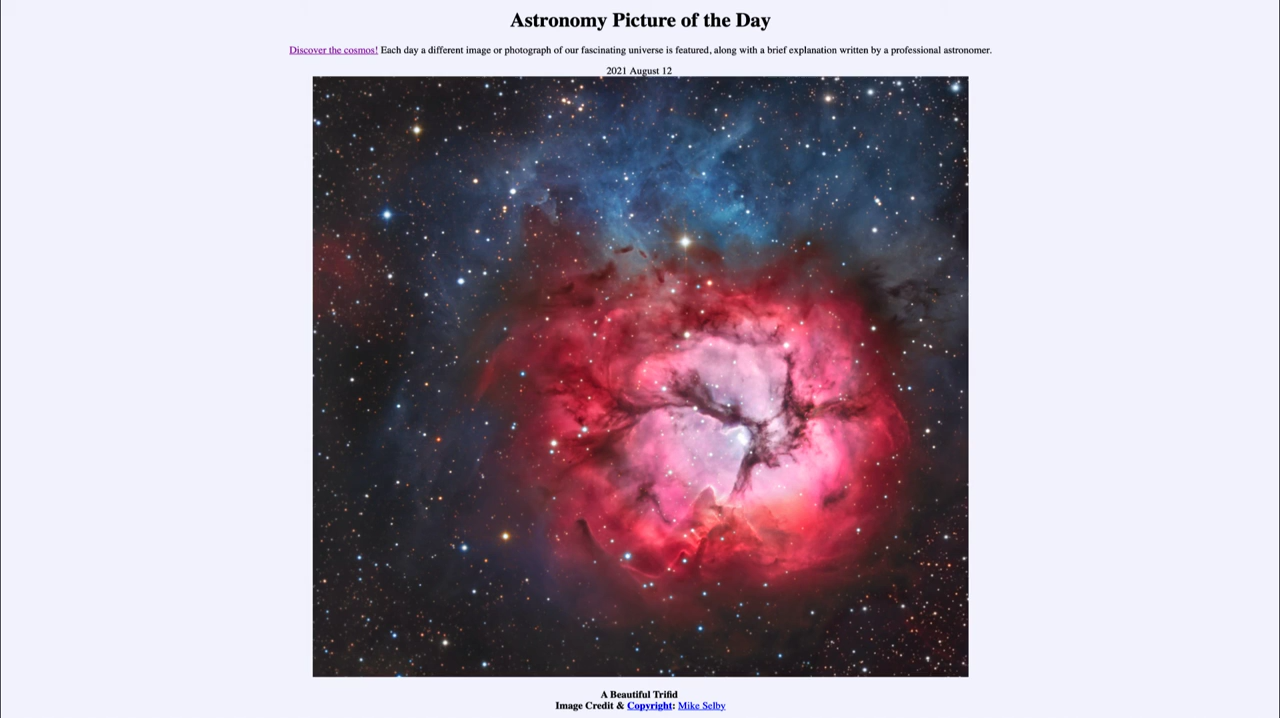 Astronomy Picture of the Day
Discover the cosmos! Each day a different image or photograph of our fascinating universe is featured, along with a brief explanation written by a professional astronomer.
2021 August 12
A Beautiful Trifid
Image Credit & Copyright: Mike Selby